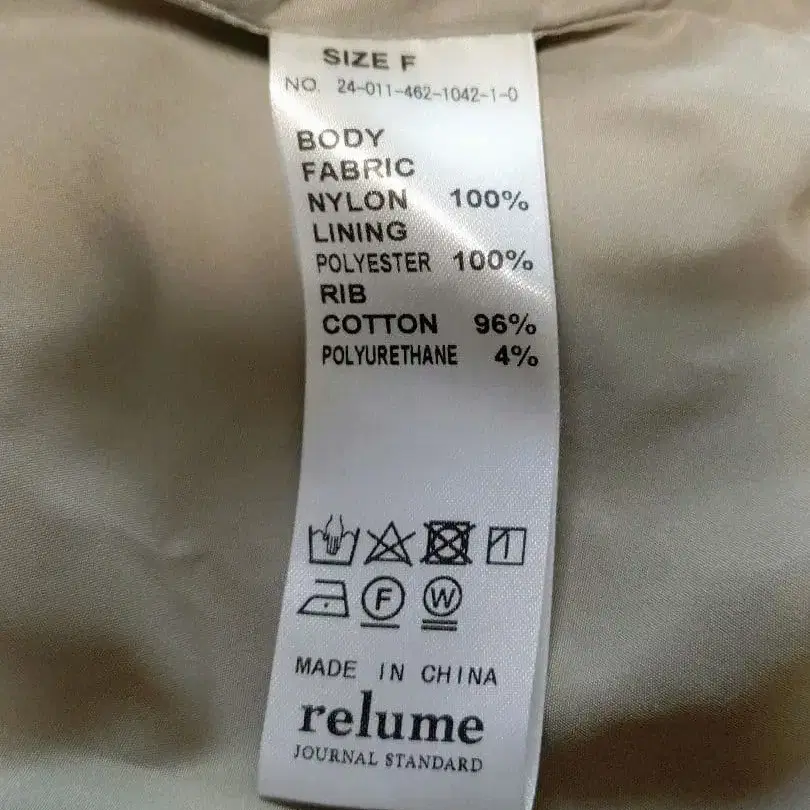 SIZE F
NO. 24-011-462-1042-1-0
BODY
FABRIC
NYLON 100%
LINING
POLYESTER 100%
RIB
COTTON 96%
POLYURETHANE 4%
F W
MADE IN CHINA
relume
JOURNAL STANDARD